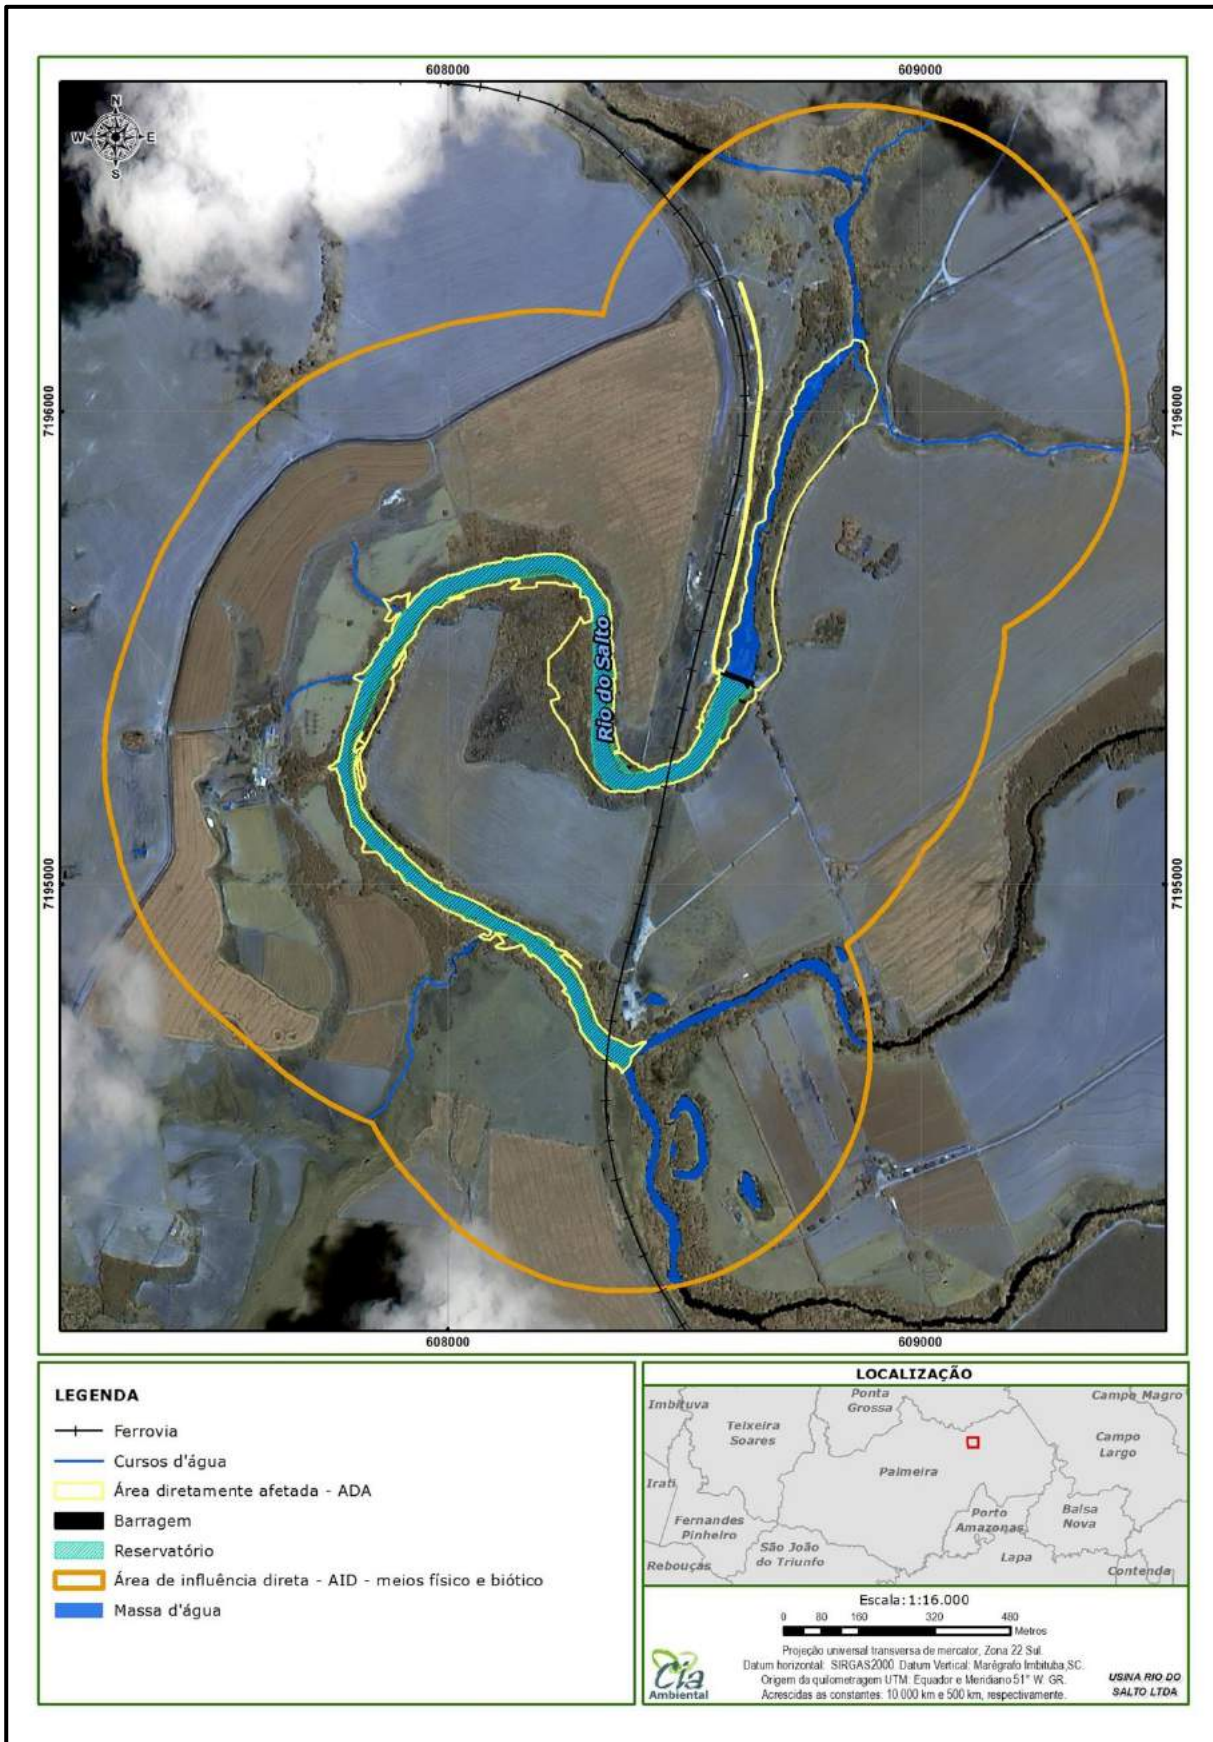 608000
609000
N
W
E
S
7196000
7196000
Rio do Salto
7195000
7195000
608000
609000
LEGENDA
Ferrovia
Cursos d'água
Área diretamente afetada - ADA
Barragem
Reservatório
Área de influência direta - AID - meios físico e biótico
Massa d'água
LOCALIZAÇÃO
Imbituva
Ponta
Grossa
Campo Magro
Teixeira
Soares
Campo
Largo
Palmeira
Irati
Fernandes
Pinheiro
Porto
Amazonas
Balsa
Nova
São João
do Triunfo
Rebouças
Lapa
Contenda
Escala: 1:16.000
0 80 160 320 480
Metros
Projeção universal transversa de mercator, Zona 22 Sul.
Datum horizontal: SIRGAS2000. Datum Vertical: Marégrafo Imbituba,SC.
Origem da quilometragem UTM: Equador e Meridiano 51° W. GR.
Acrescidas as constantes: 10.000 km e 500 km, respectivamente.
Cia
Ambiental
USINA RIO DO
SALTO LTDA